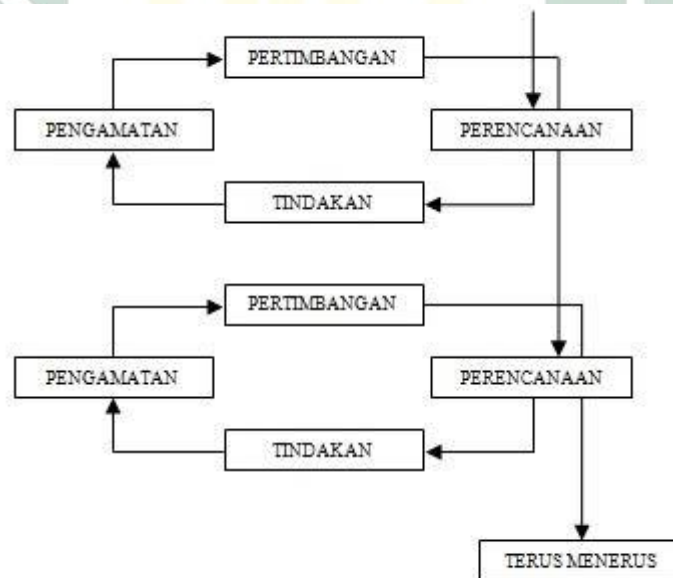 PERTIMBANGAN
PENGAMATAN
PERENCANAAN
TINDAKAN
PERTIMBANGAN
PENGAMATAN
PERENCANAAN
TINDAKAN
TERUS MENERUS